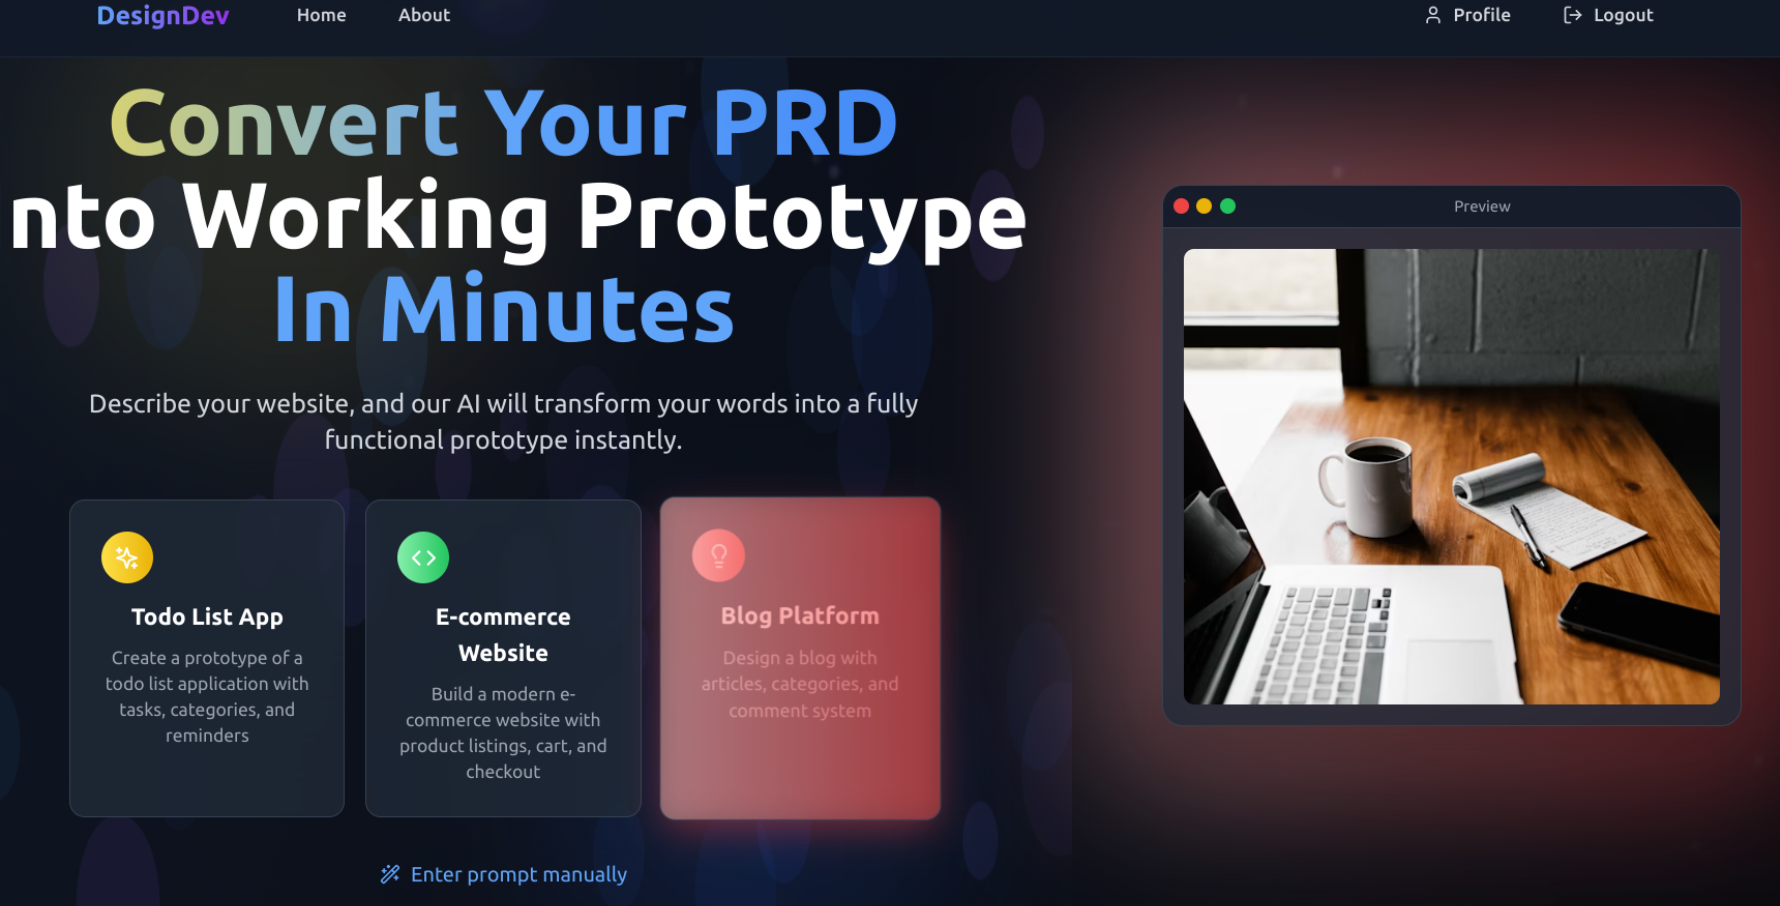 DesignDev Home About Profile Logout
Convert Your PRD
nto Working Prototype
In Minutes
Describe your website, and our AI will transform your words into a fully
functional prototype instantly.
Todo List App
Create a prototype of a
todo list application with
tasks, categories, and
reminders
E-commerce
Website
Build a modern e-
commerce website with
product listings, cart, and
checkout
Blog Platform
Design a blog with
articles, categories, and
comment system
Enter prompt manually
Preview